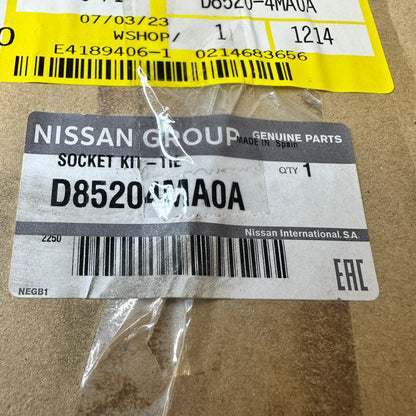 D8520-4MA0A
07/03/23
WSHOP/ 1 1214
E4189406-1 0214683656
NISSAN GROUP GENUINE PARTS
MADE IN Spain
SOCKET KIT-TIE
QTY 1
D85204MA0A
2250
Nissan International. S.A.
NEGB1
EAC